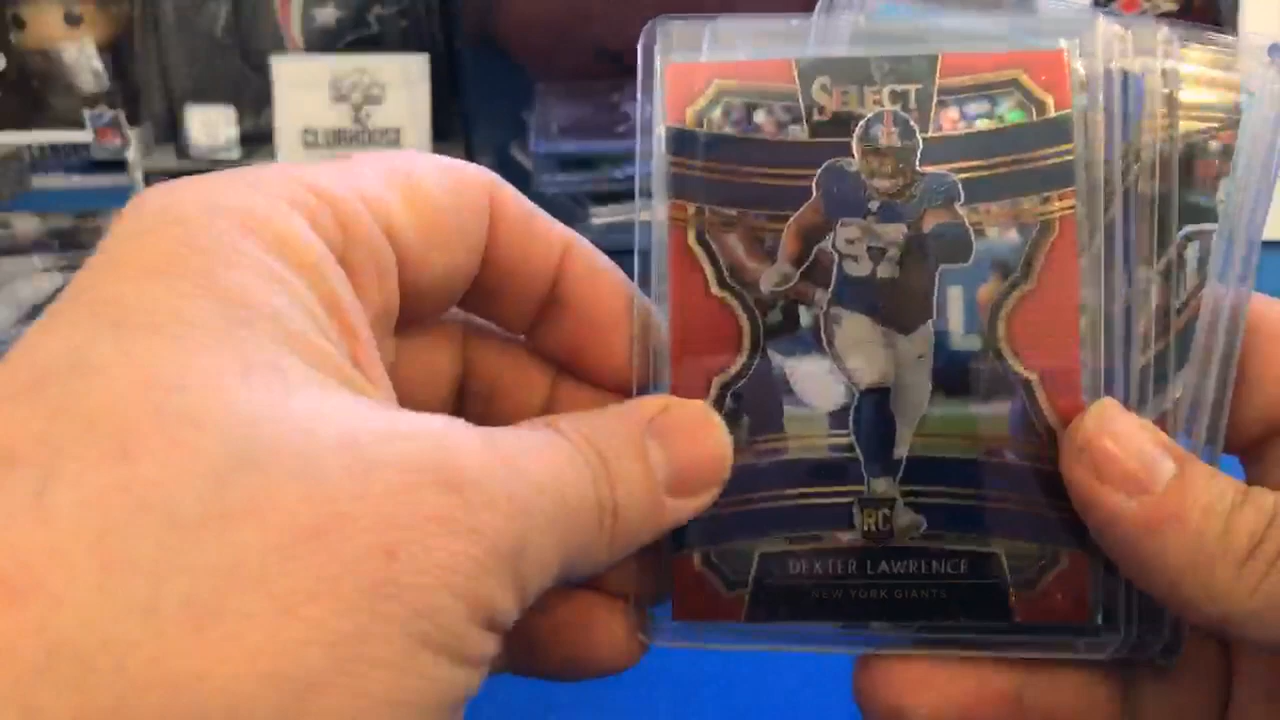 CLUBHOUSE
SELECT
97
RC
DEXTER LAWRENCE
NEW YORK GIANTS